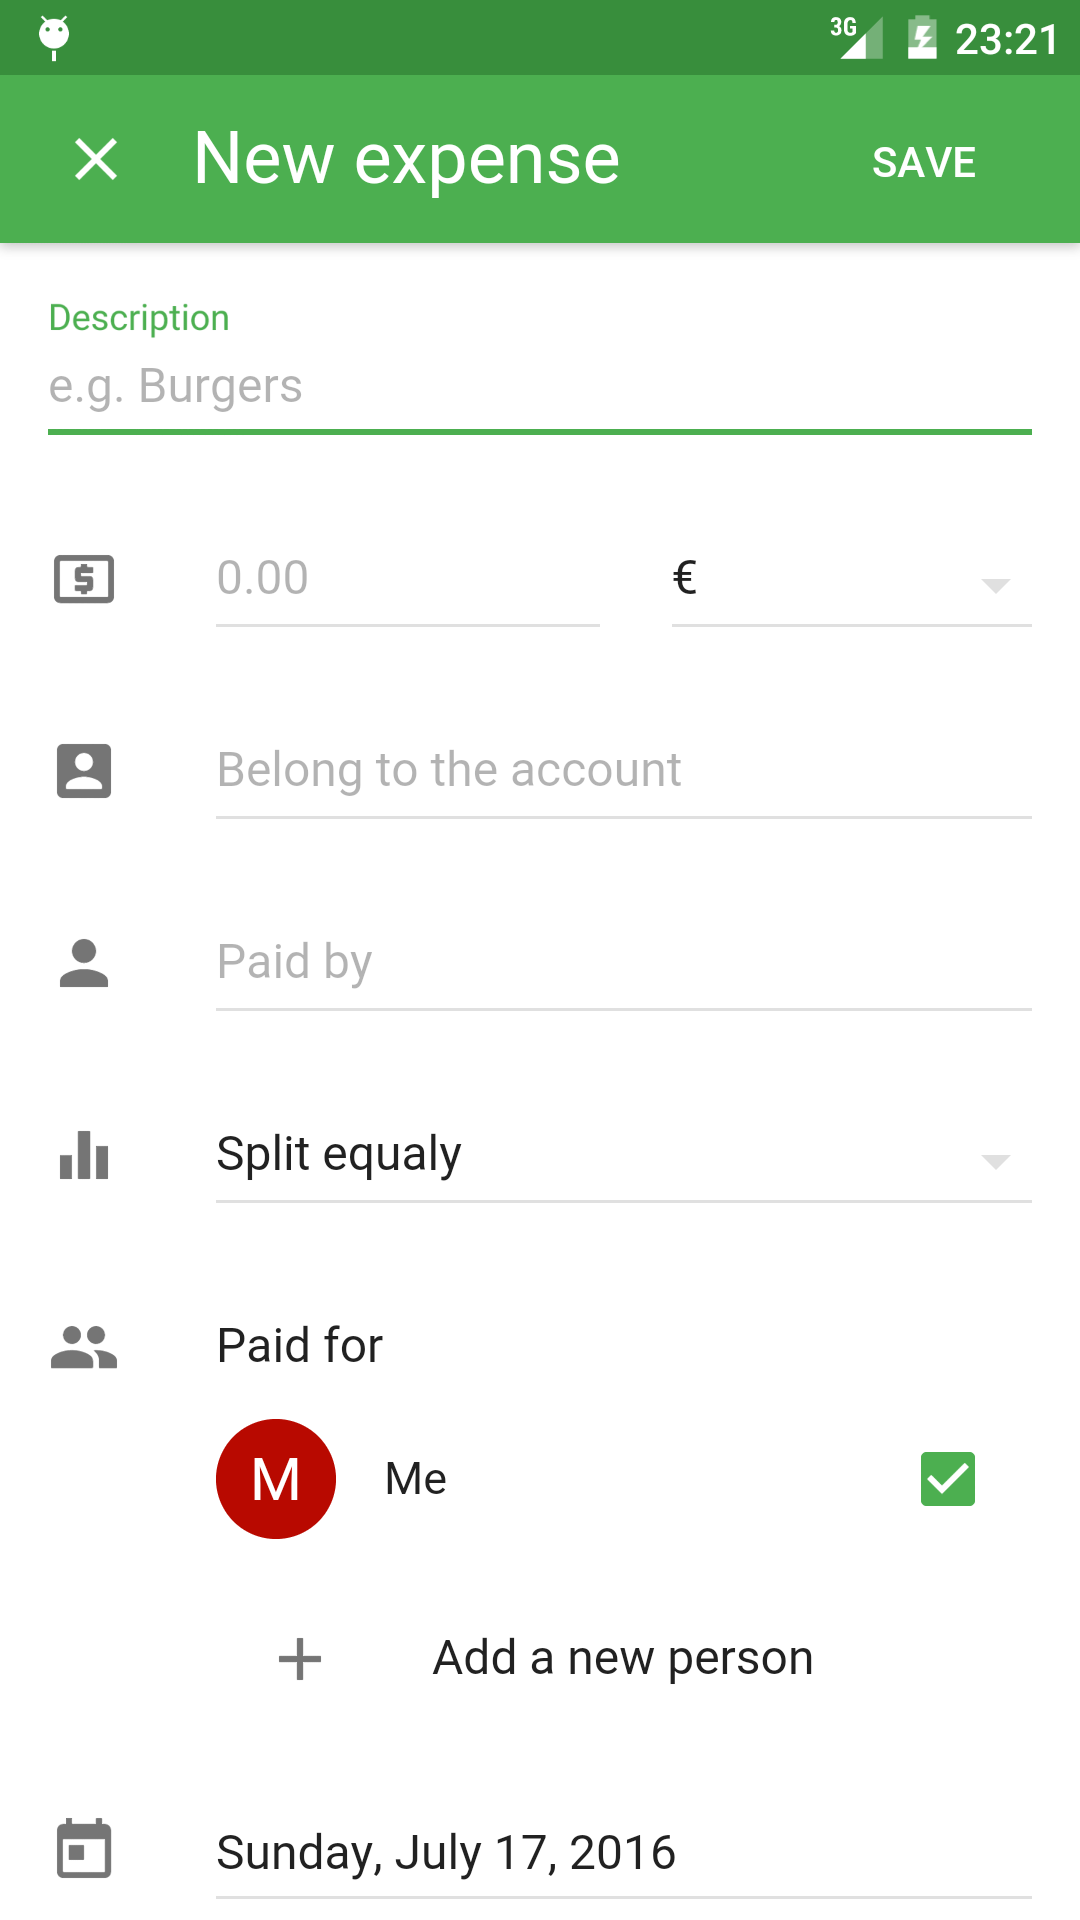 3G 23:21
New expense SAVE
Description
e.g. Burgers
0.00 €
Belong to the account
Paid by
Split equaly
Paid for
M Me
Add a new person
Sunday, July 17, 2016